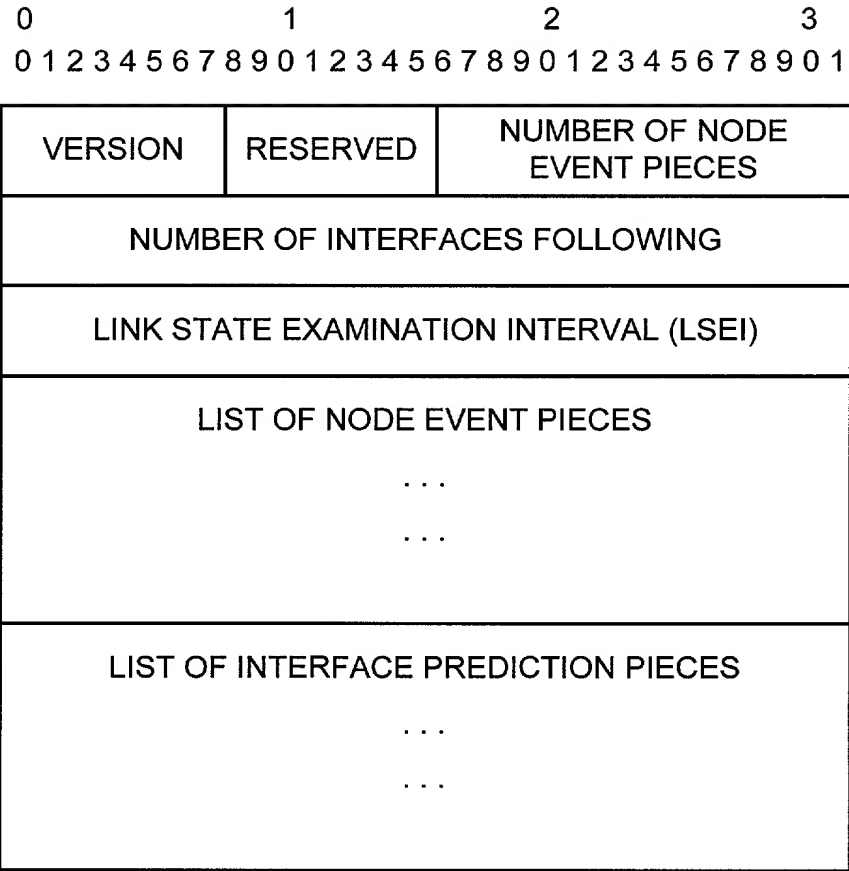 0 1 2 3
0 1 2 3 4 5 6 7 8 9 0 1 2 3 4 5 6 7 8 9 0 1 2 3 4 5 6 7 8 9 0 1
VERSION
RESERVED
NUMBER OF NODE
EVENT PIECES
NUMBER OF INTERFACES FOLLOWING
LINK STATE EXAMINATION INTERVAL (LSEI)
LIST OF NODE EVENT PIECES
. . .
. . .
LIST OF INTERFACE PREDICTION PIECES
. . .
. . .